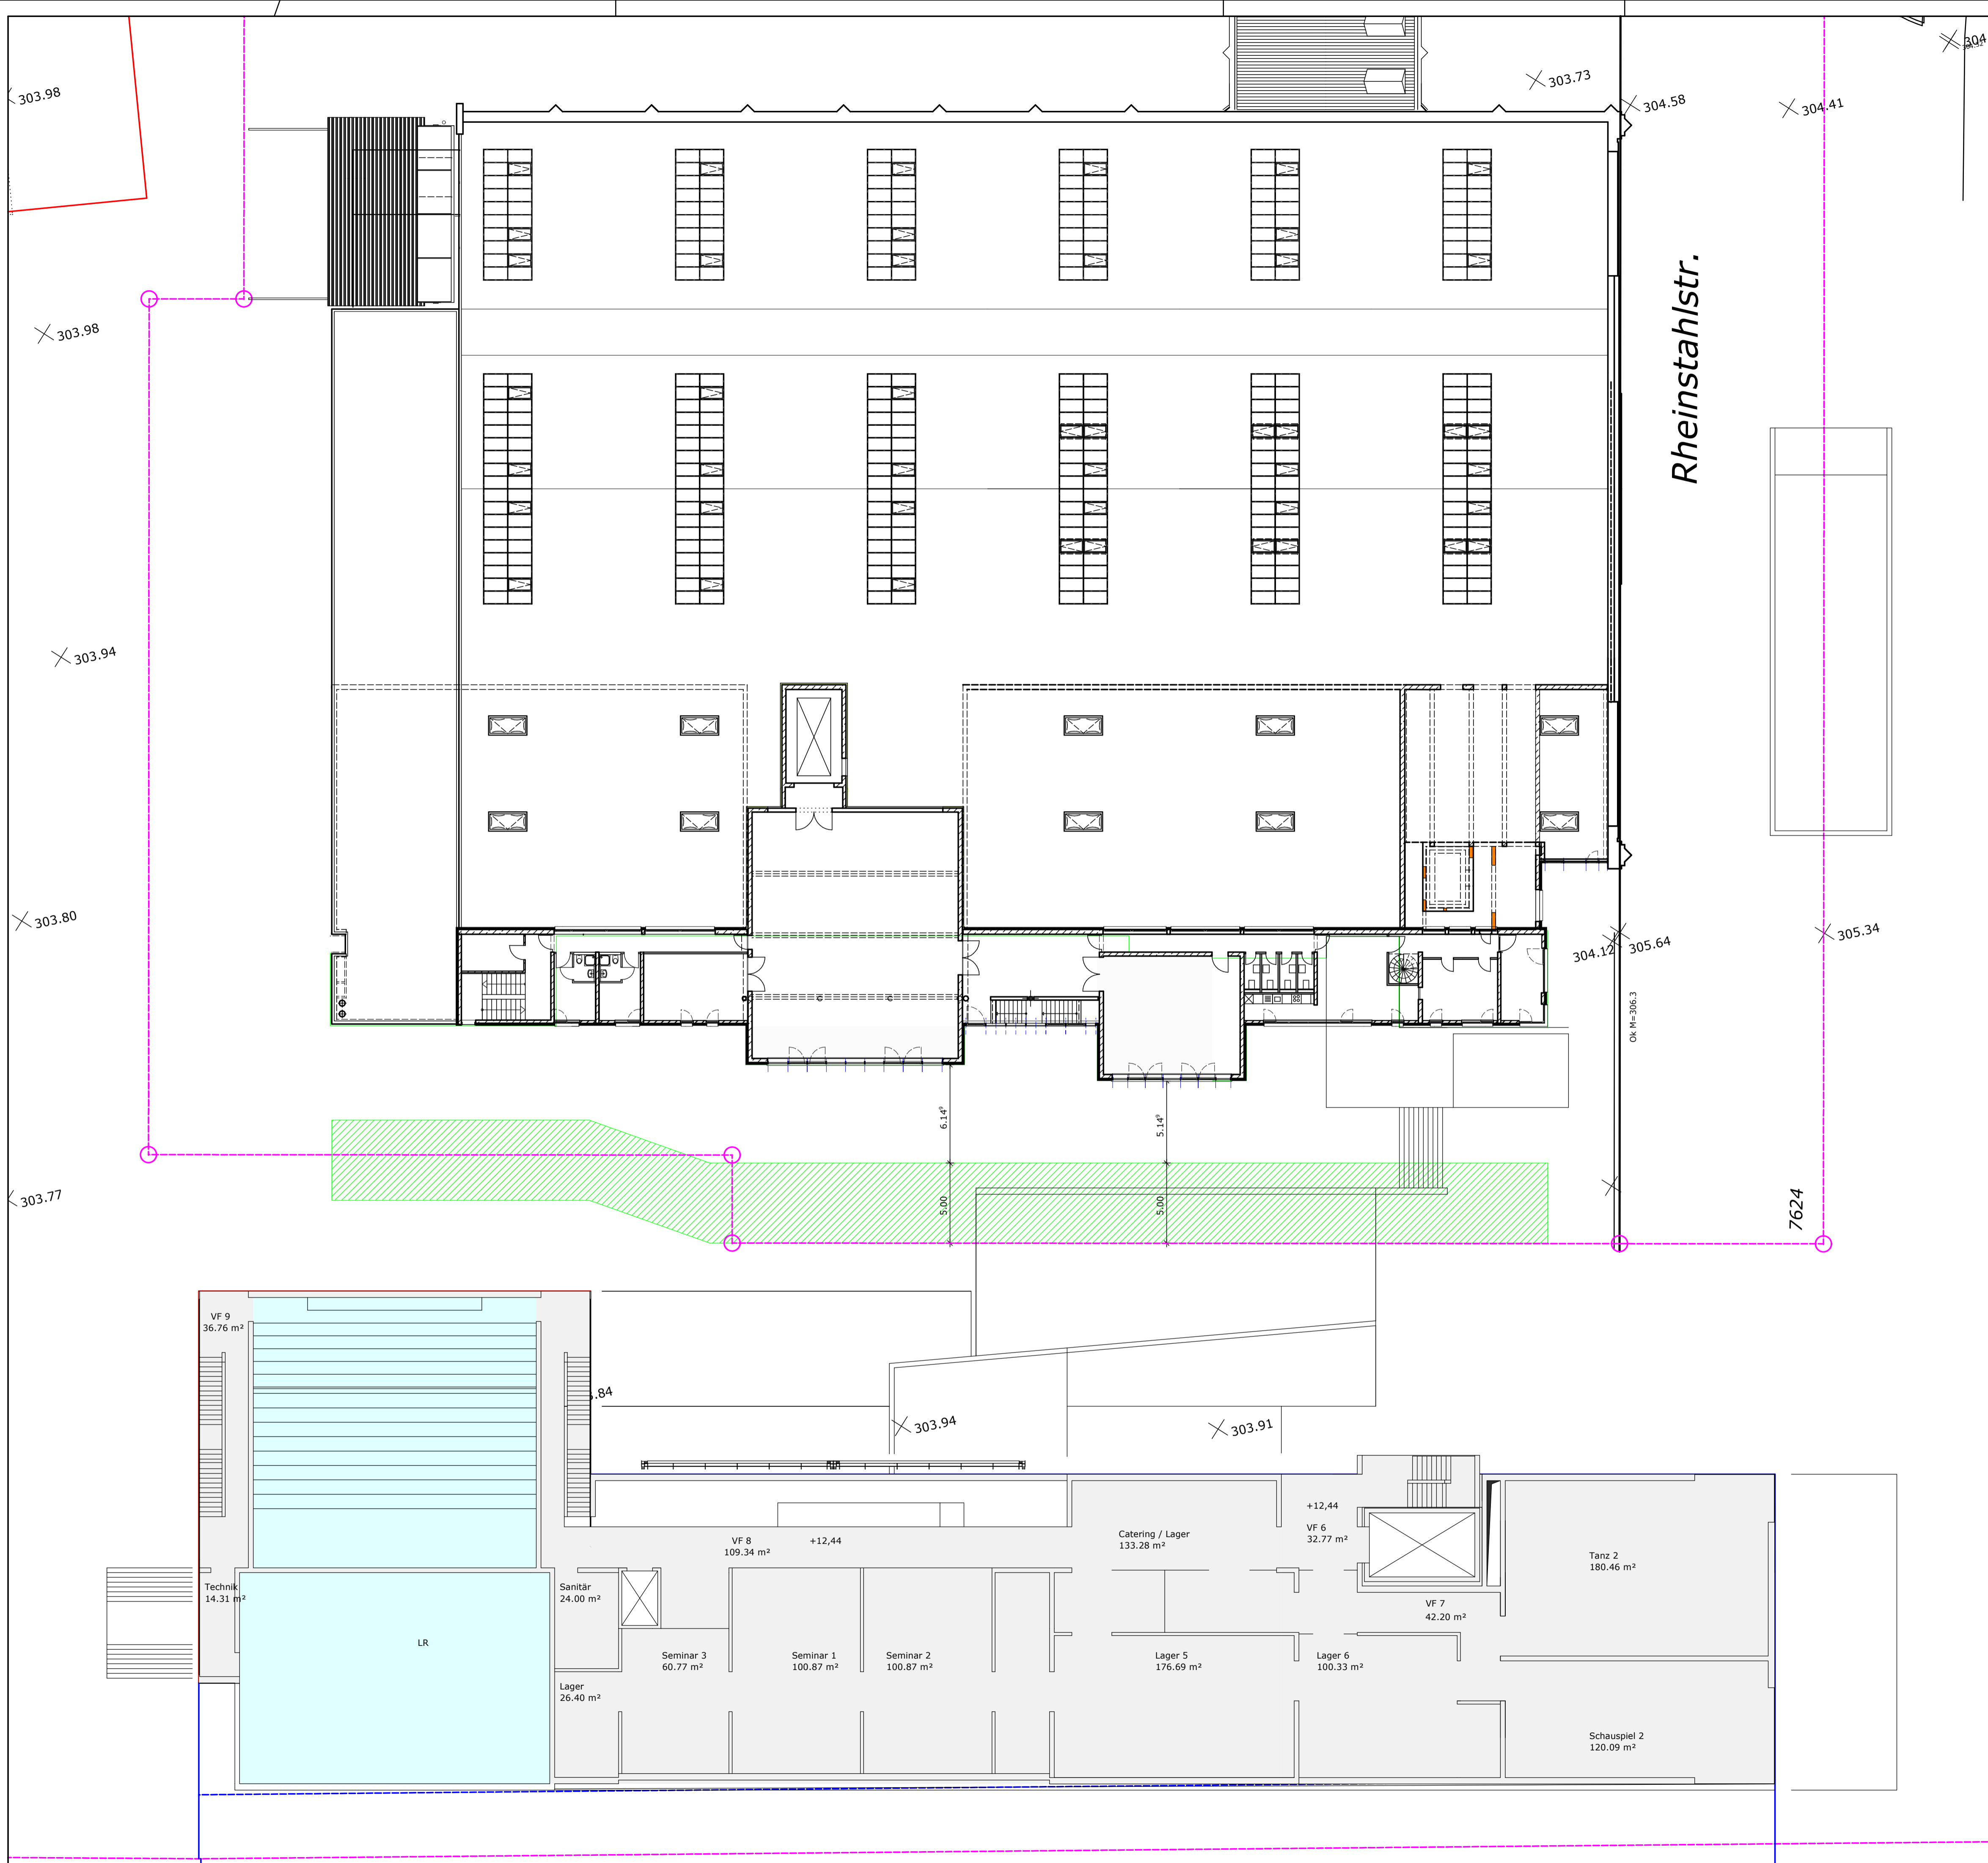 304
303.73
304.58
304.41
303.98
Rheinstahlstr.
303.98
303.94
303.80
304.12
305.64
305.34
Ok M=306.3
6.14⁹
5.14⁹
5.00
5.00
303.77
7624
VF 9
36.76 m²
.84
303.94
303.91
+12,44
VF 6
32.77 m²
Catering / Lager
133.28 m²
VF 8
109.34 m²
+12,44
Tanz 2
180.46 m²
Technik
14.31 m²
Sanitär
24.00 m²
VF 7
42.20 m²
LR
Seminar 3
60.77 m²
Seminar 1
100.87 m²
Seminar 2
100.87 m²
Lager 5
176.69 m²
Lager 6
100.33 m²
Lager
26.40 m²
Schauspiel 2
120.09 m²